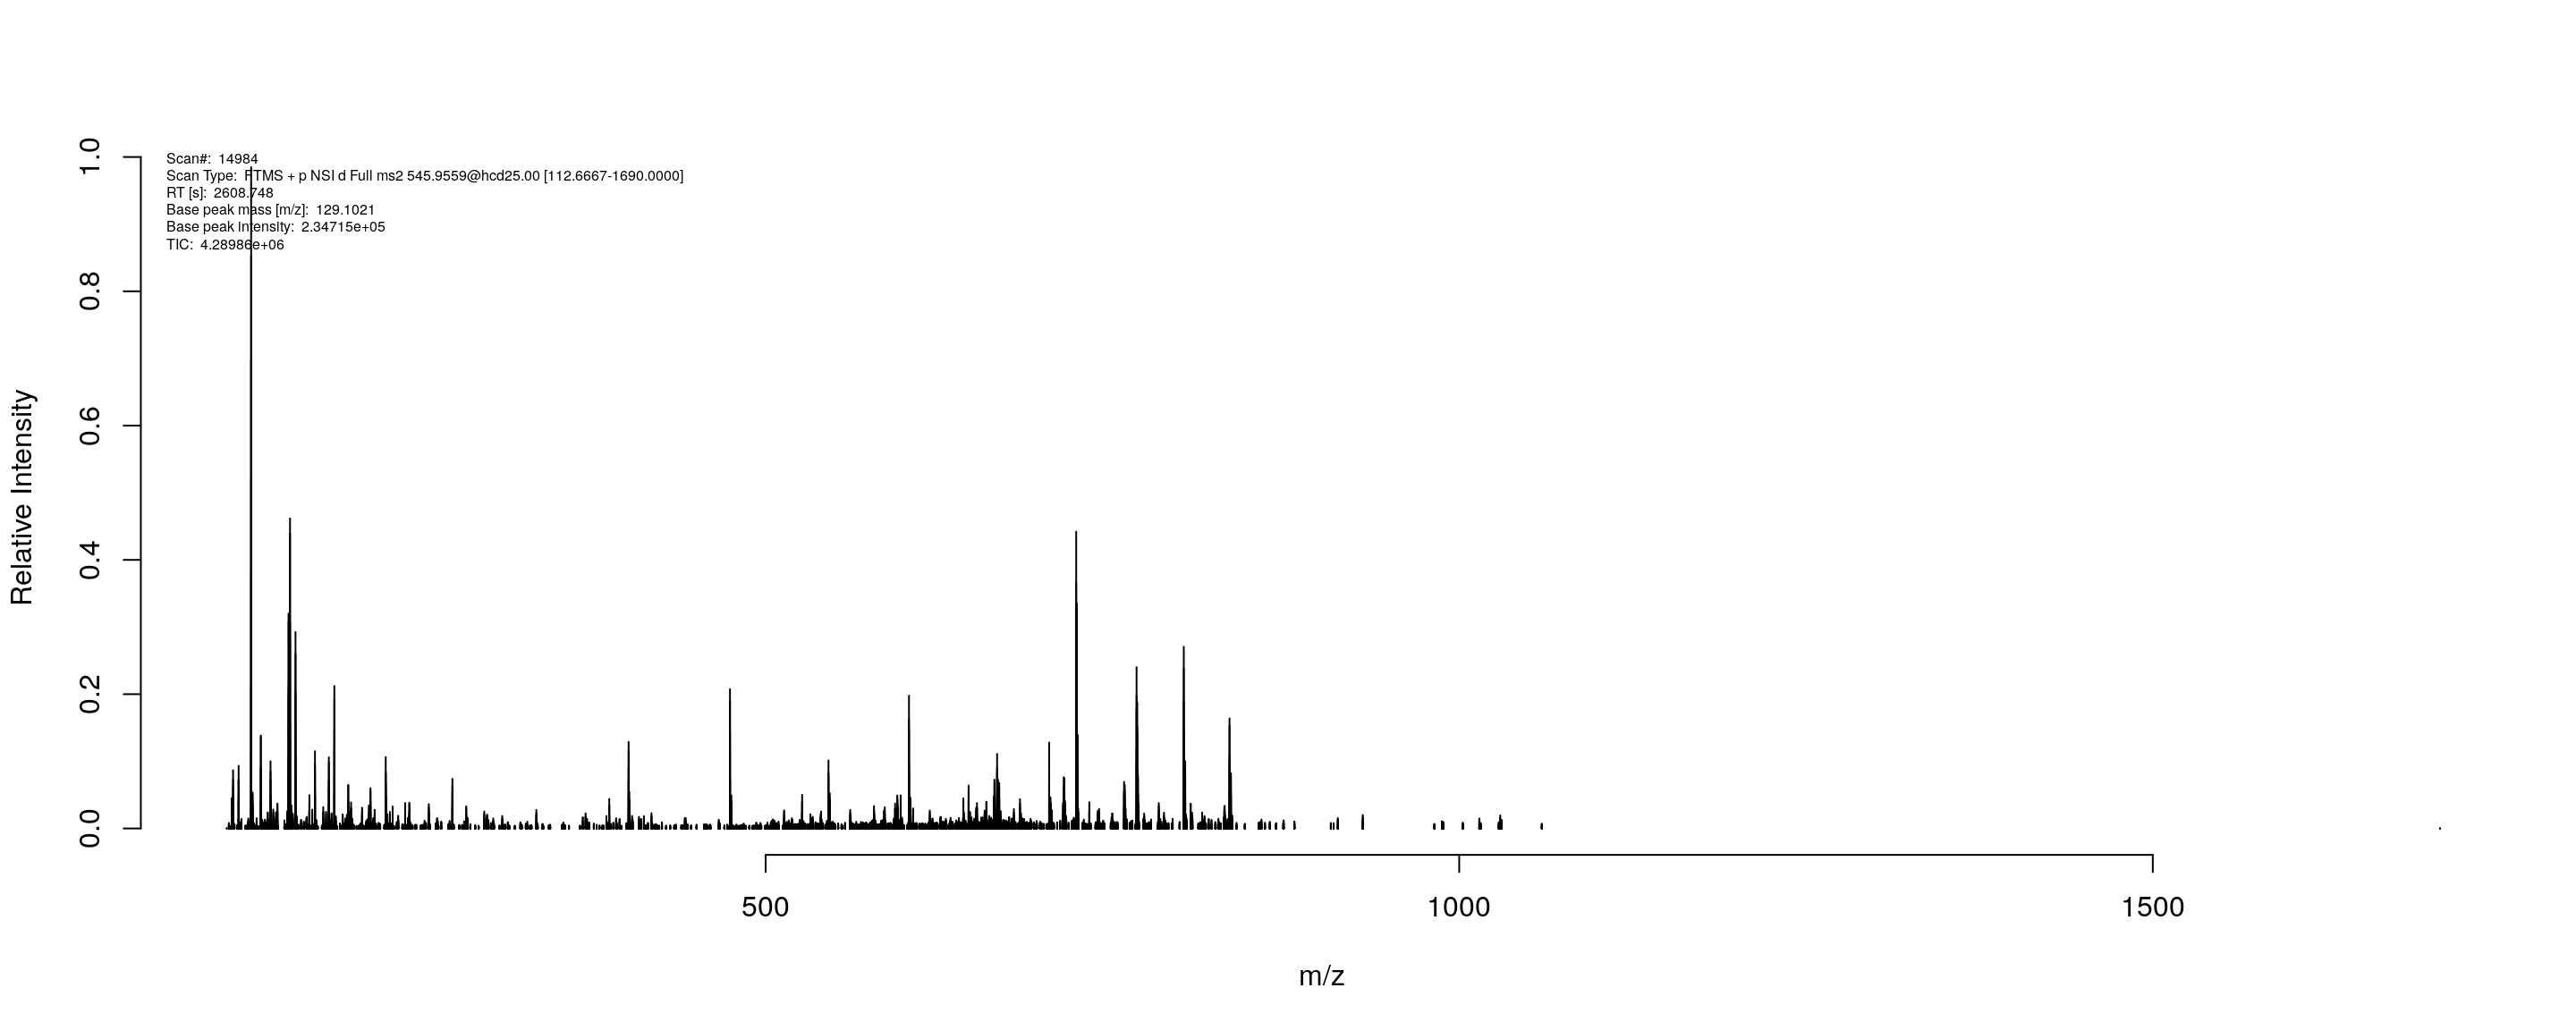 Scan#: 14984
Scan Type: FTMS + p NSI d Full ms2 545.9559@hcd25.00 [112.6667-1690.0000]
RT [s]: 2608.748
Base peak mass [m/z]: 129.1021
Base peak intensity: 2.34715e+05
TIC: 4.28986e+06
1.0
0.8
0.6
0.4
0.2
0.0
Relative Intensity
500
1000
1500
m/z